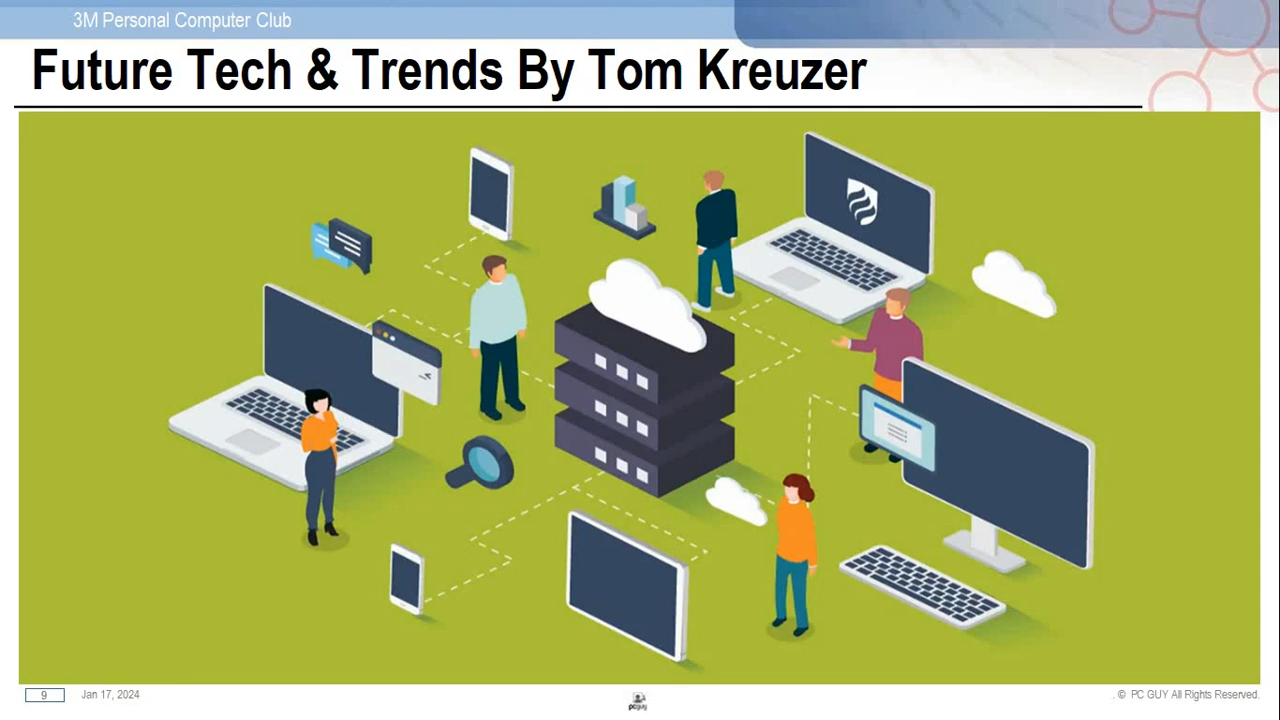 3M Personal Computer Club
Future Tech & Trends By Tom Kreuzer
9
Jan 17, 2024
pcguy
. © PC GUY All Rights Reserved.